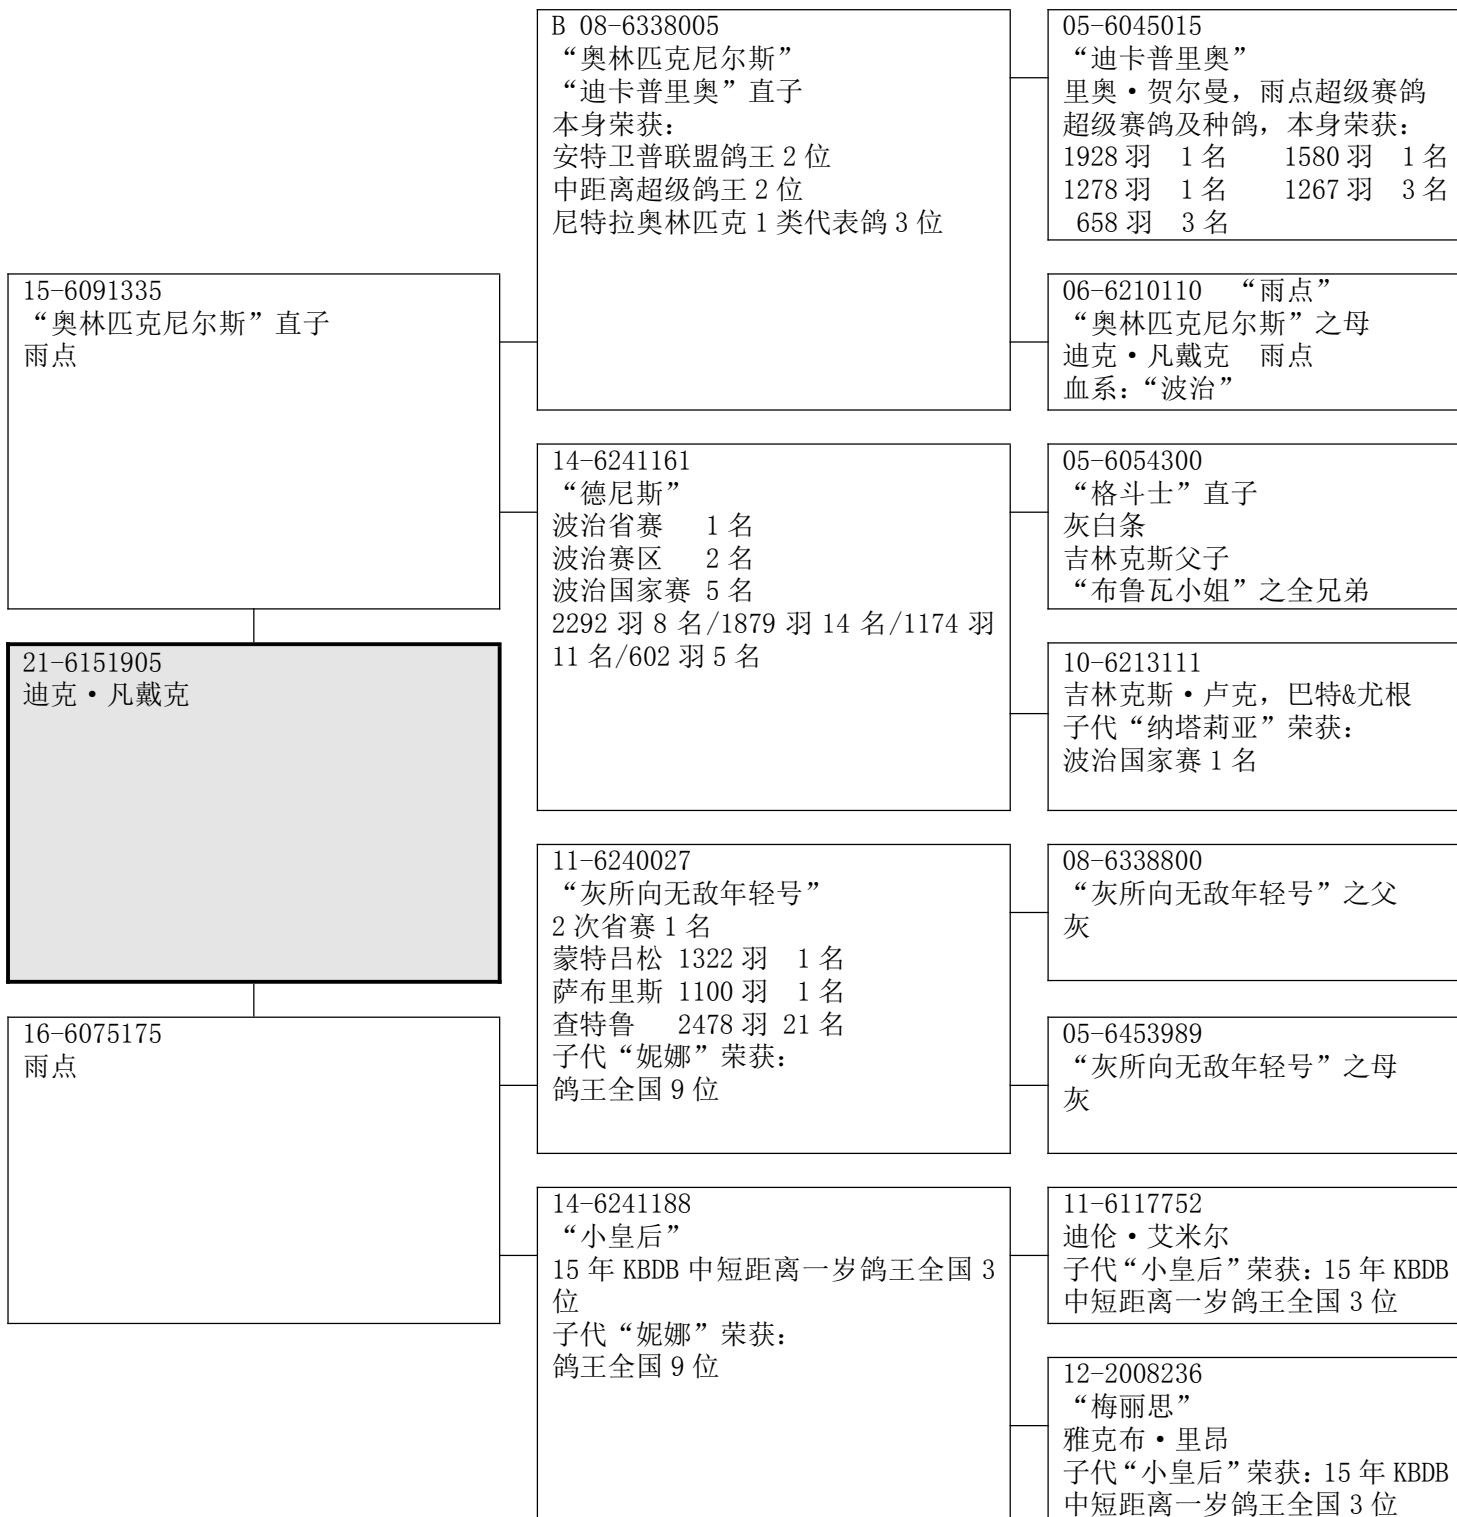 B 08-6338005
“奥林匹克尼尔斯”
“迪卡普里奥”直子
本身荣获：
安特卫普联盟鸽王 2 位
中距离超级鸽王 2 位
尼特拉奥林匹克 1 类代表鸽 3 位
05-6045015
“迪卡普里奥”
里奥·贺尔曼，雨点超级赛鸽
超级赛鸽及种鸽，本身荣获：
1928 羽 1 名 1580 羽 1 名
1278 羽 1 名 1267 羽 3 名
658 羽 3 名
15-6091335
“奥林匹克尼尔斯”直子
雨点
06-6210110 “雨点”
“奥林匹克尼尔斯”之母
迪克·凡戴克 雨点
血系：“波治”
14-6241161
“德尼斯”
波治省赛 1 名
波治赛区 2 名
波治国家赛 5 名
2292 羽 8 名/1879 羽 14 名/1174 羽
11 名/602 羽 5 名
05-6054300
“格斗士”直子
灰白条
吉林克斯父子
“布鲁瓦小姐”之全兄弟
21-6151905
迪克·凡戴克
10-6213111
吉林克斯·卢克，巴特&尤根
子代“纳塔莉亚”荣获：
波治国家赛 1 名
11-6240027
“灰所向无敌年轻号”
2 次省赛 1 名
蒙特吕松 1322 羽 1 名
萨布里斯 1100 羽 1 名
查特鲁 2478 羽 21 名
子代“妮娜”荣获：
鸽王全国 9 位
08-6338800
“灰所向无敌年轻号”之父
灰
16-6075175
雨点
05-6453989
“灰所向无敌年轻号”之母
灰
14-6241188
“小皇后”
15 年 KBDB 中短距离一岁鸽王全国 3
位
子代“妮娜”荣获：
鸽王全国 9 位
11-6117752
迪伦·艾米尔
子代“小皇后”荣获：15 年 KBDB
中短距离一岁鸽王全国 3 位
12-2008236
“梅丽思”
雅克布·里昂
子代“小皇后”荣获：15 年 KBDB
中短距离一岁鸽王全国 3 位